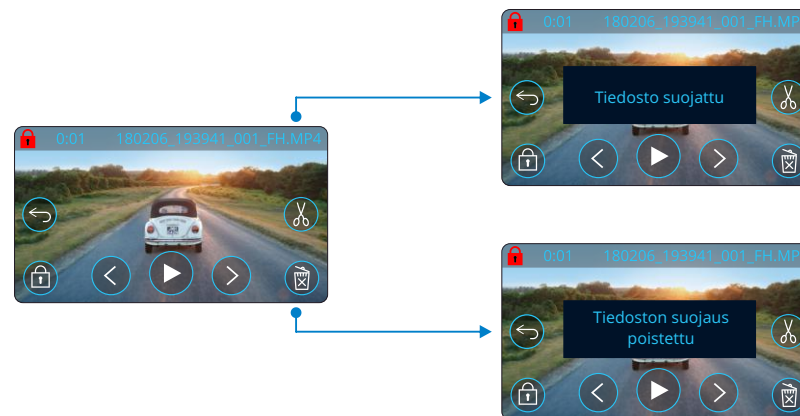 0:01 180206_193941_001_FH.MP4
0:01 180206_193941_001_FH.MP
Tiedosto suojattu
0:01 180206_193941_001_FH.MP
Tiedoston suojaus
poistettu